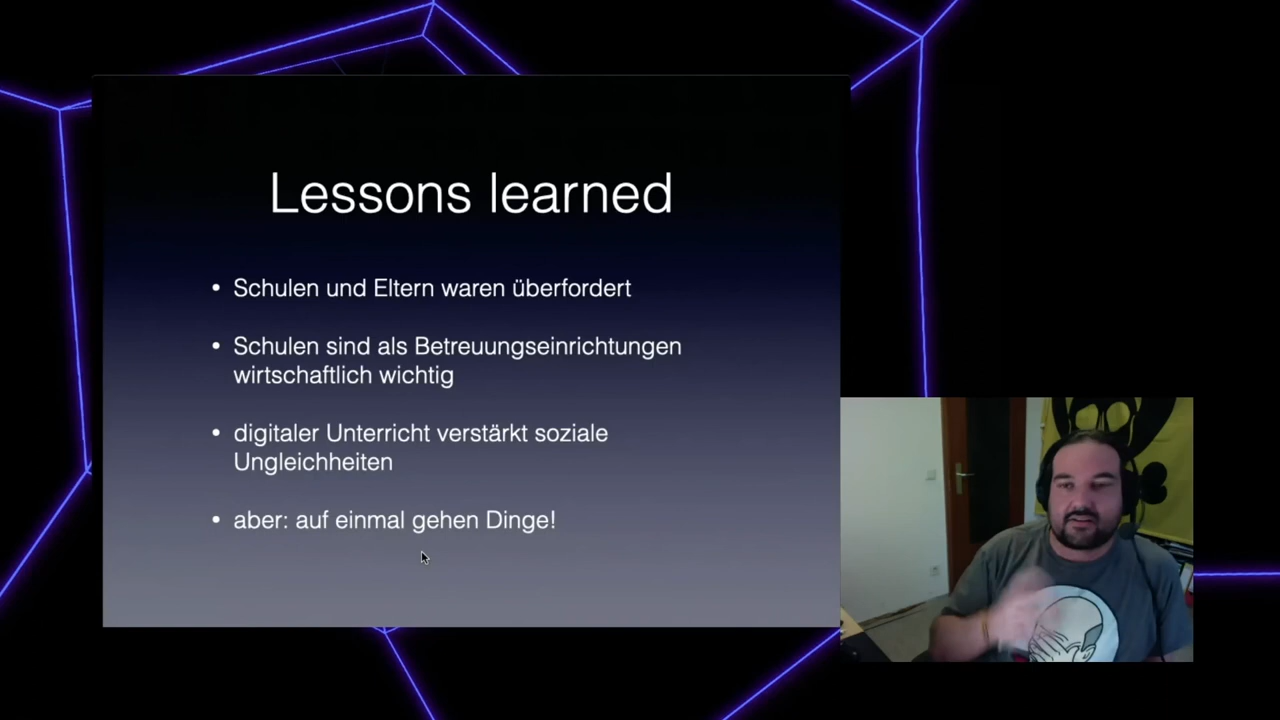 Lessons learned
• Schulen und Eltern waren überfordert
• Schulen sind als Betreuungseinrichtungen
wirtschaftlich wichtig
• digitaler Unterricht verstärkt soziale
Ungleichheiten
• aber: auf einmal gehen Dinge!